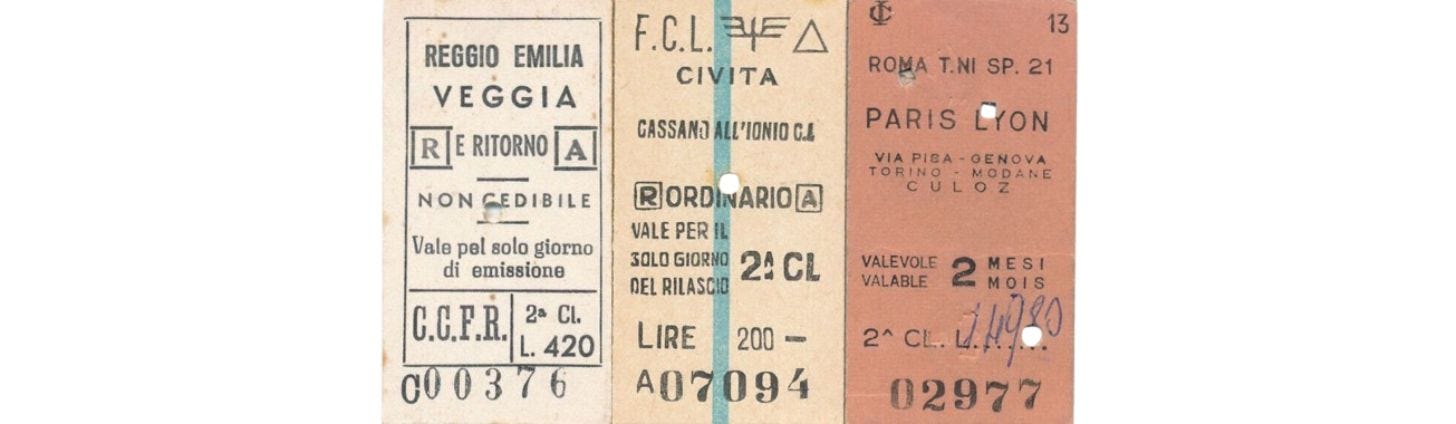 REGGIO EMILIA
VEGGIA
R E RITORNO A
NON CEDIBILE
Vale pel solo giorno
di emissione
C.C.F.R.
2ª Cl.
L. 420
C00376
F.C.L.
CIVITA
CASSANO ALL'IONIO C.L
R ORDINARIO A
VALE PER IL
SOLO GIORNO
DEL RILASCIO
2ª CL
LIRE 200 —
A07094
13
ROMA T.NI SP. 21
PARIS LYON
VIA PISA - GENOVA
TORINO - MODANE
CULOZ
VALEVOLE
VALABLE
2
MESI
MOIS
2^ CL. L.......
02977